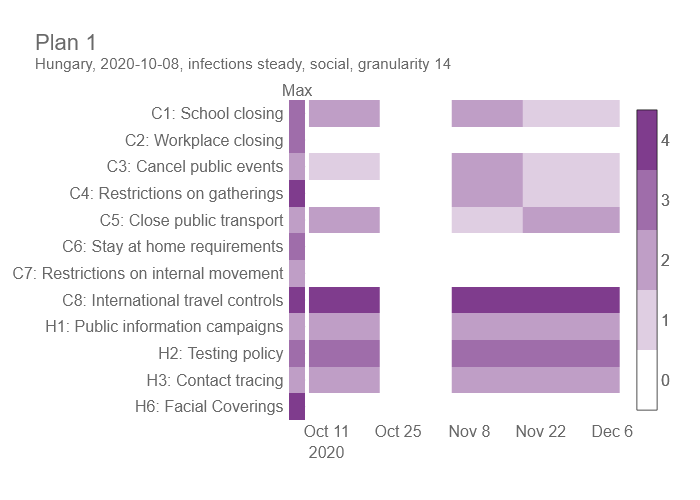 Plan 1
Hungary, 2020-10-08, infections steady, social, granularity 14
Max
C1: School closing
C2: Workplace closing
C3: Cancel public events
C4: Restrictions on gatherings
C5: Close public transport
C6: Stay at home requirements
C7: Restrictions on internal movement
C8: International travel controls
H1: Public information campaigns
H2: Testing policy
H3: Contact tracing
H6: Facial Coverings
4
3
2
1
0
Oct 11 Oct 25 Nov 8 Nov 22 Dec 6
2020